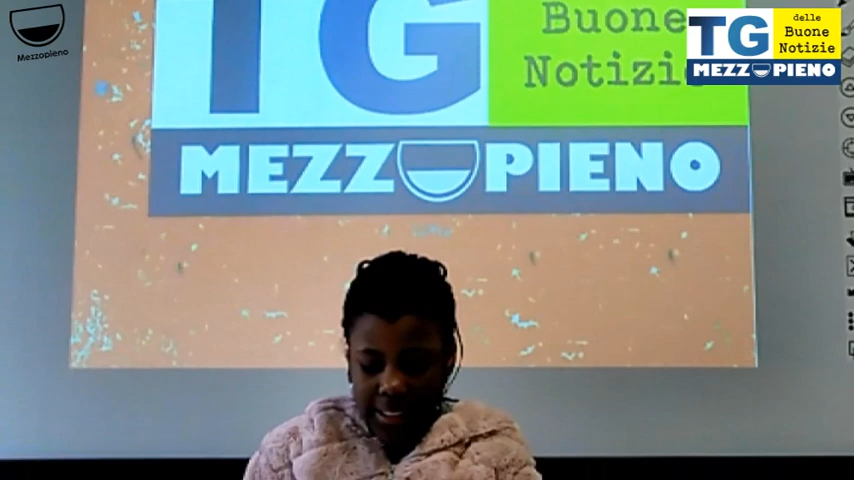 Mezzopieno
TG
Buone
Notizie
MEZZOPIENO
TG
delle
Buone
Notizie
MEZZOPIENO